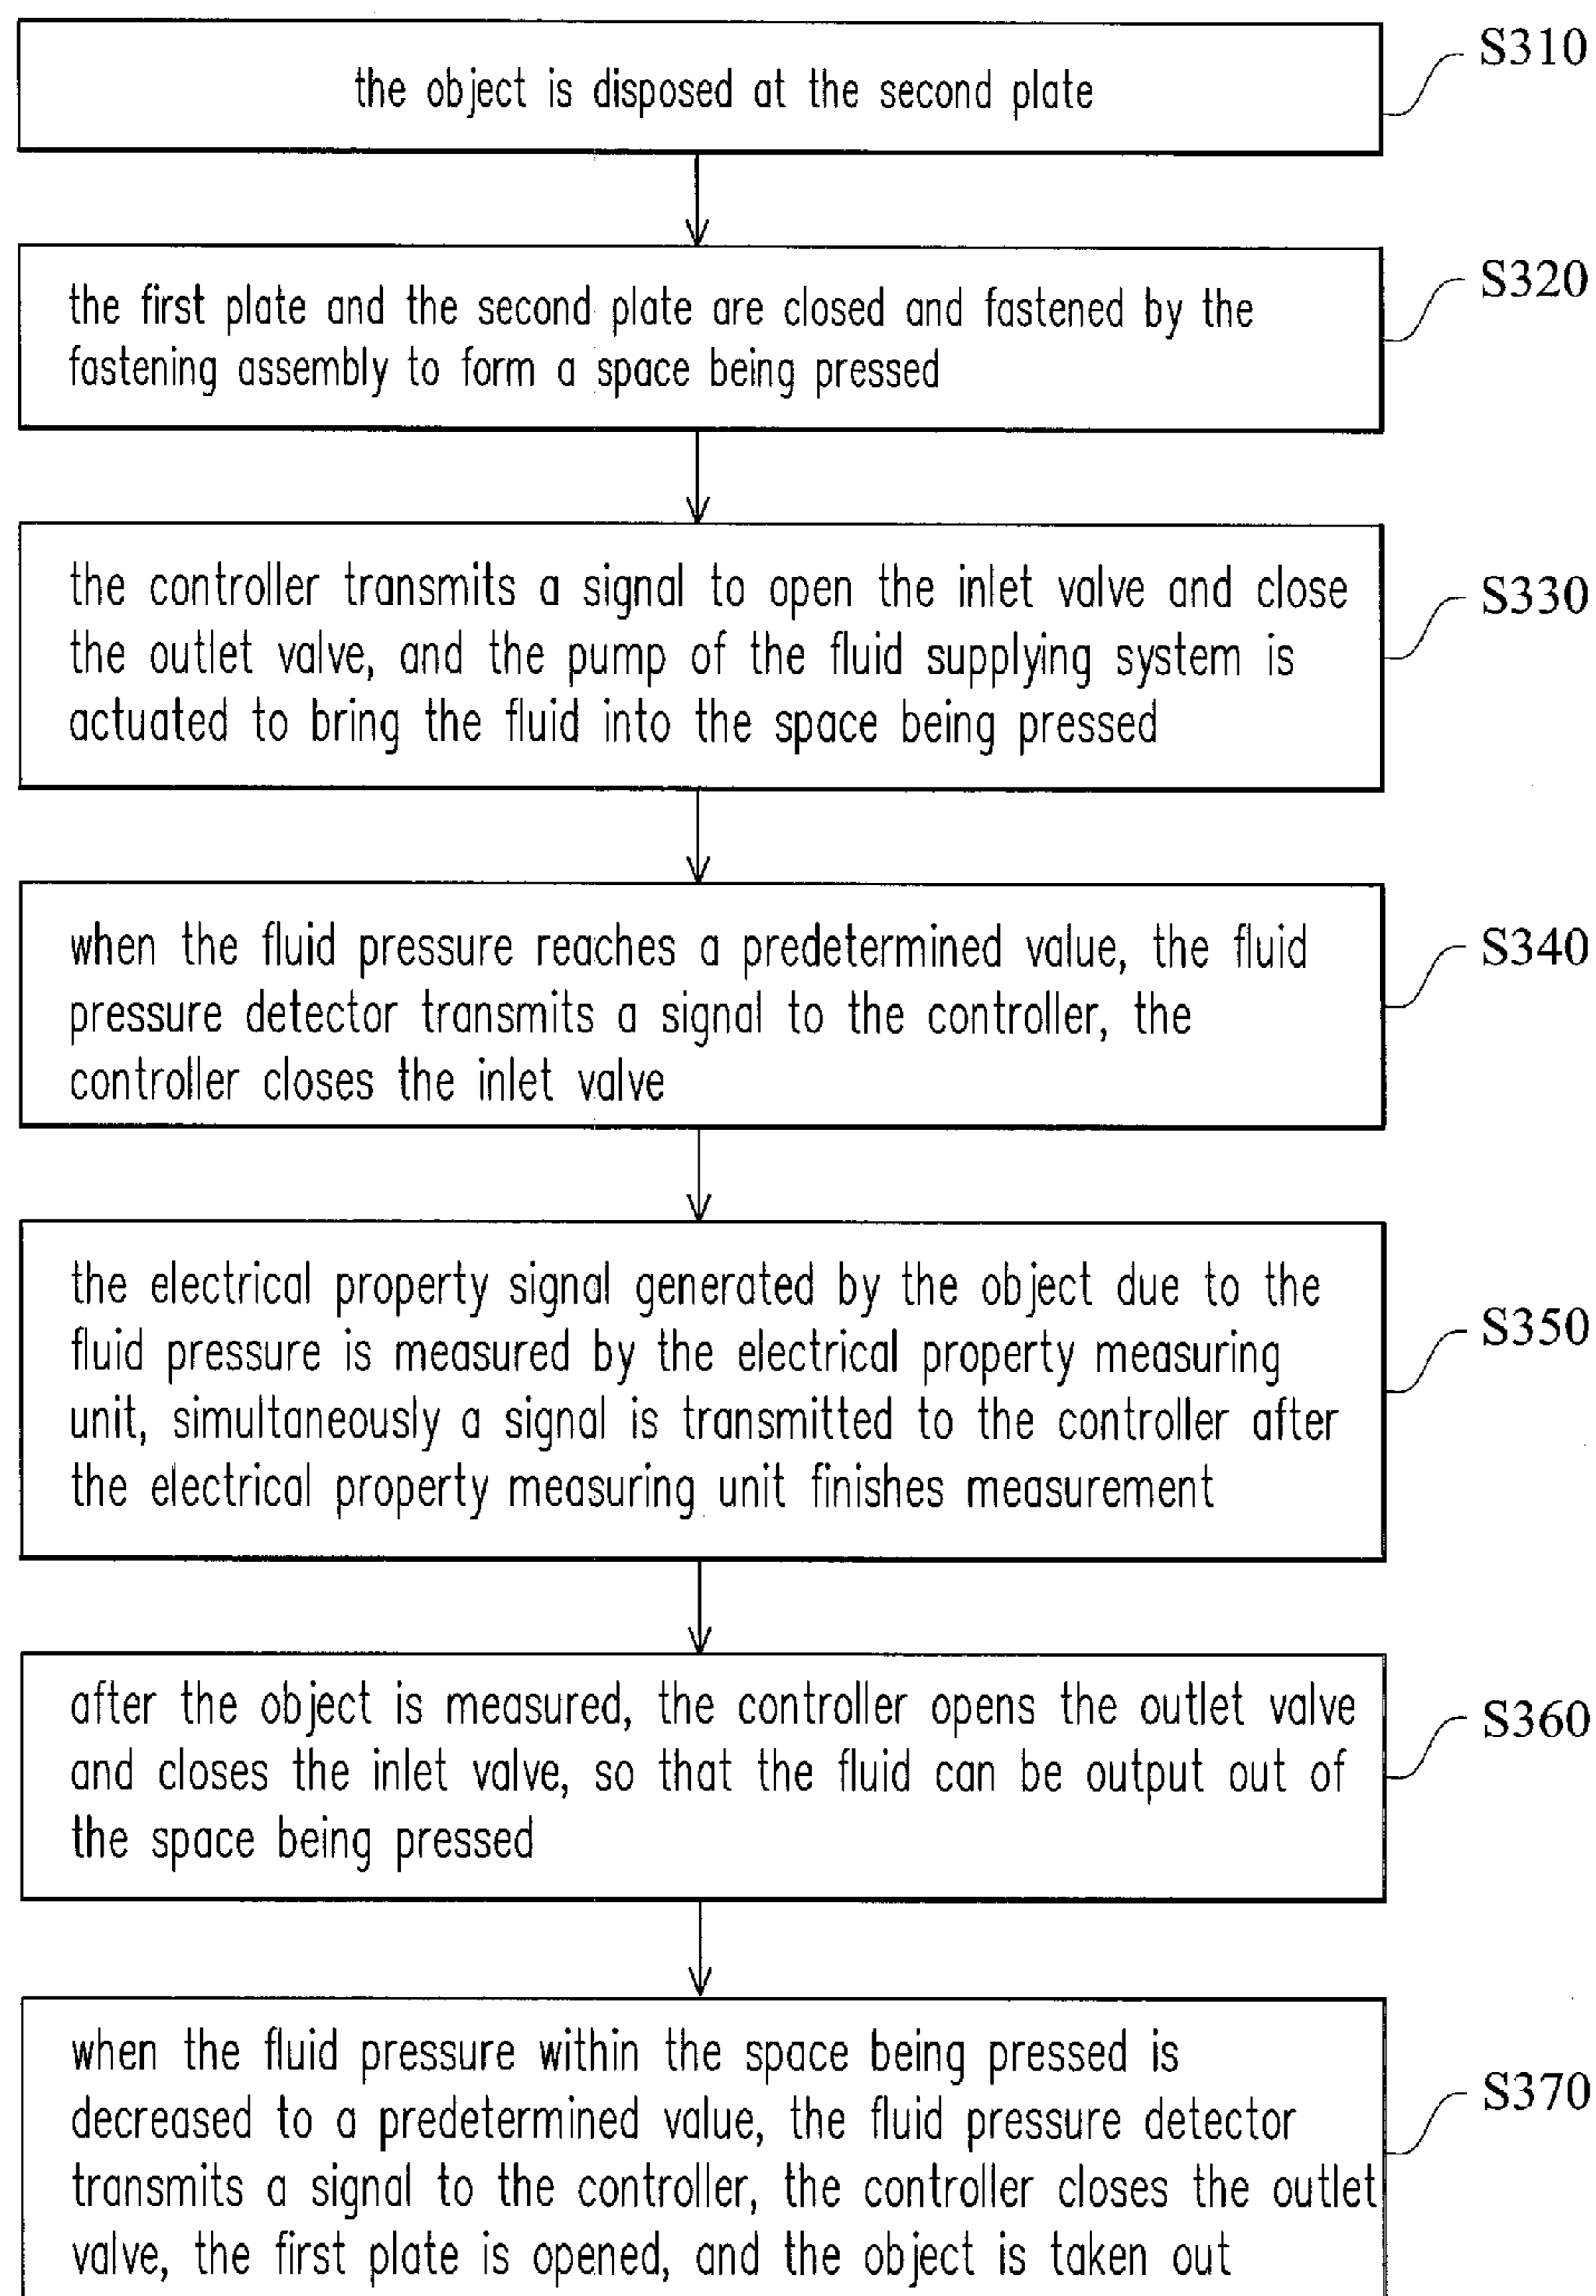 the object is disposed at the second plate
S310
the first plate and the second plate are closed and fastened by the
fastening assembly to form a space being pressed
S320
the controller transmits a signal to open the inlet valve and close
the outlet valve, and the pump of the fluid supplying system is
actuated to bring the fluid into the space being pressed
S330
when the fluid pressure reaches a predetermined value, the fluid
pressure detector transmits a signal to the controller, the
controller closes the inlet valve
S340
the electrical property signal generated by the object due to the
fluid pressure is measured by the electrical property measuring
unit, simultaneously a signal is transmitted to the controller after
the electrical property measuring unit finishes measurement
S350
after the object is measured, the controller opens the outlet valve
and closes the inlet valve, so that the fluid can be output out of
the space being pressed
S360
when the fluid pressure within the space being pressed is
decreased to a predetermined value, the fluid pressure detector
transmits a signal to the controller, the controller closes the outlet
valve, the first plate is opened, and the object is taken out
S370